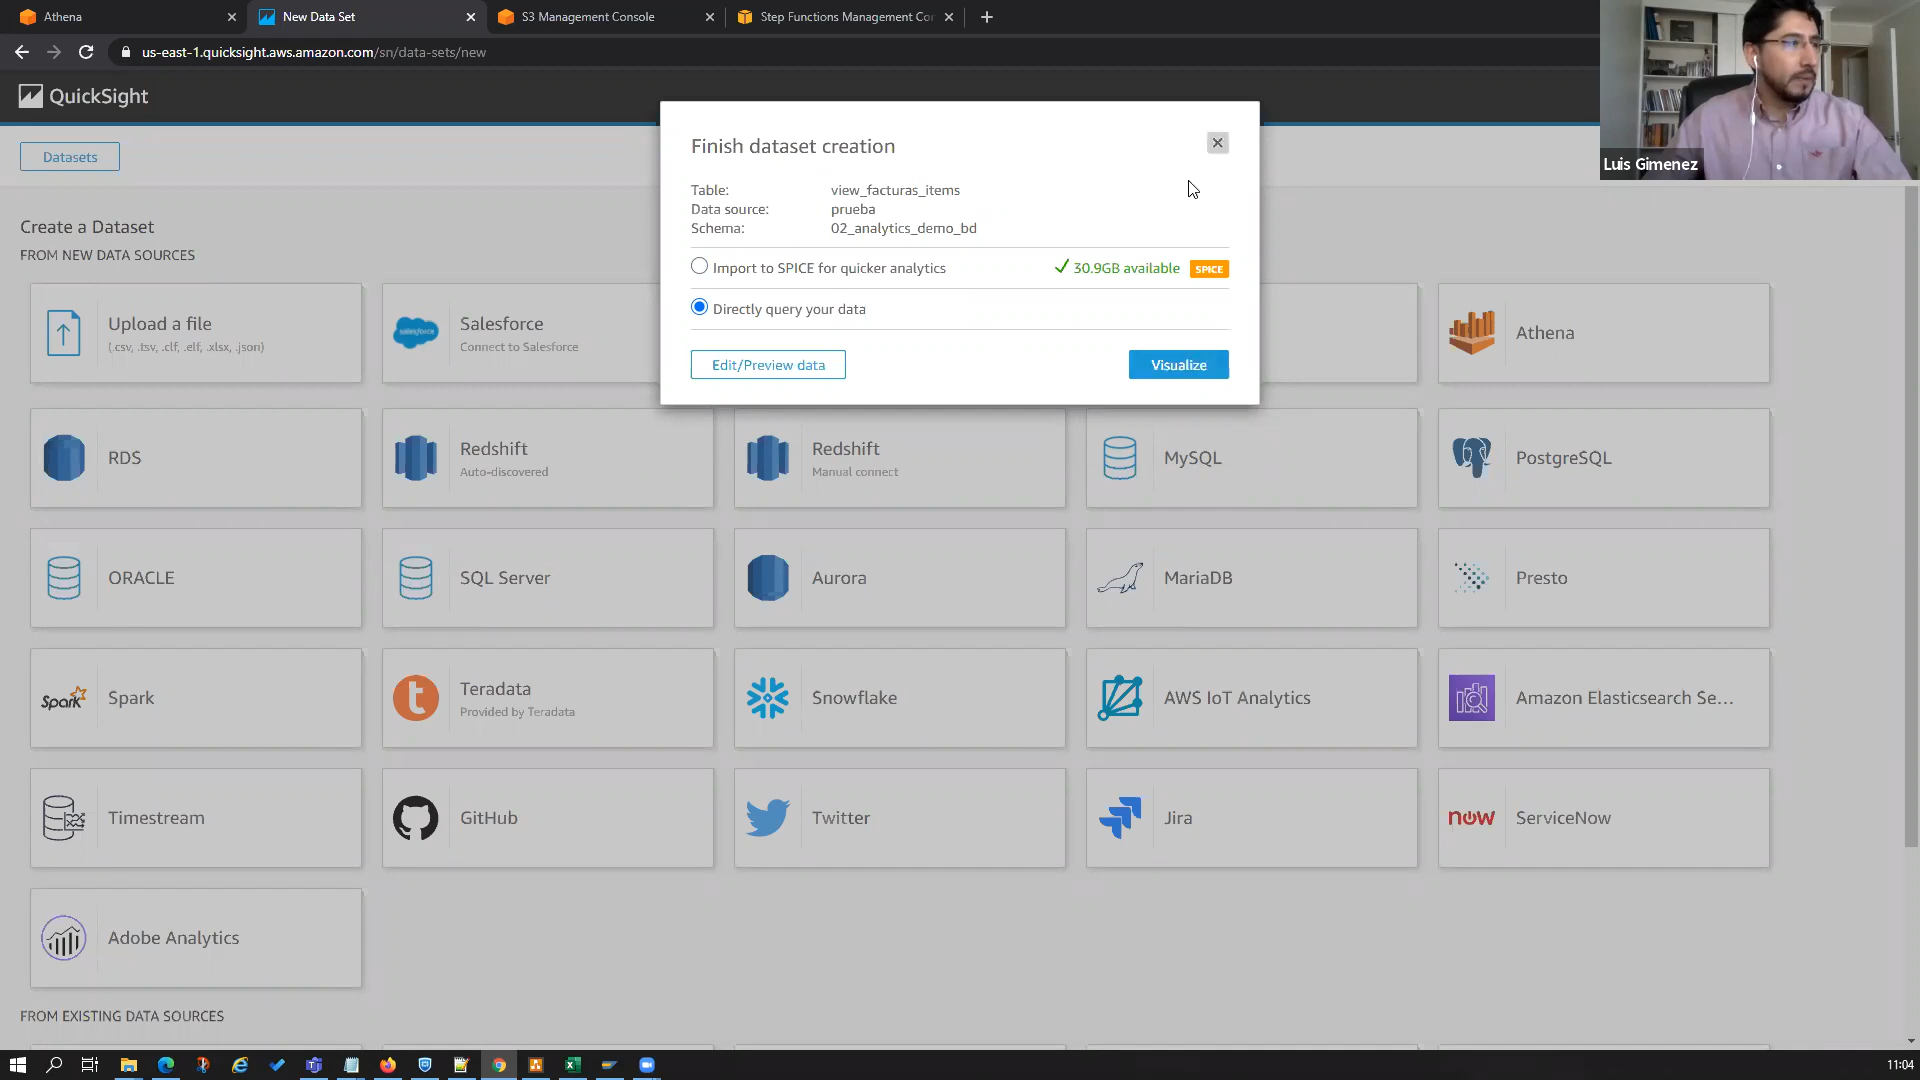 Athena
New Data Set
S3 Management Console
Step Functions Management Co
us-east-1.quicksight.aws.amazon.com/sn/data-sets/new
QuickSight
Luis Gimenez
Datasets
Finish dataset creation
Table: view_facturas_items
Data source: prueba
Schema: 02_analytics_demo_bd
Import to SPICE for quicker analytics 30.9GB available SPICE
Directly query your data
Edit/Preview data Visualize
Create a Dataset
FROM NEW DATA SOURCES
Upload a file
(.csv, .tsv, .clf, .elf, .xlsx, .json)
salesforce
Salesforce
Connect to Salesforce
Athena
RDS
Redshift
Auto-discovered
Redshift
Manual connect
MySQL
PostgreSQL
ORACLE
SQL Server
Aurora
MariaDB
Presto
Spark
Spark
t
Teradata
Provided by Teradata
Snowflake
AWS IoT Analytics
Amazon Elasticsearch Se...
Timestream
GitHub
Twitter
Jira
now
ServiceNow
Adobe Analytics
FROM EXISTING DATA SOURCES
11:04